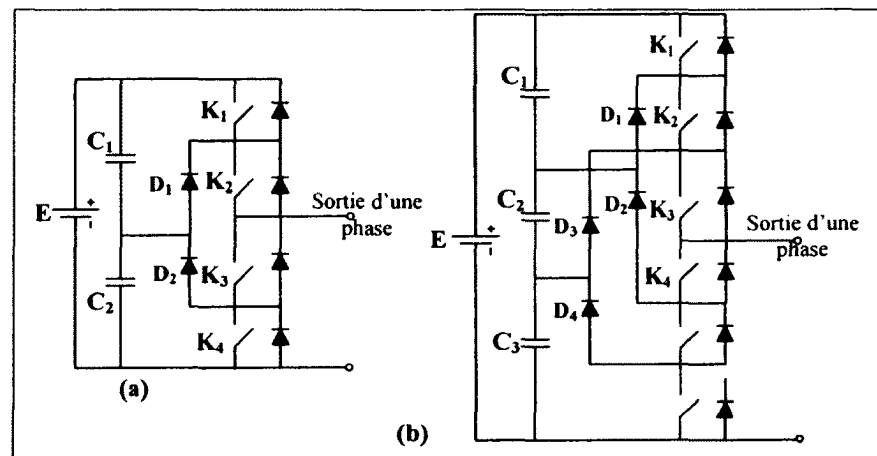 E
+
-
C1
C2
D1
D2
K1
K2
K3
K4
Sortie d'une
phase
(a)
E
+
-
C1
C2
C3
D1
D2
D3
D4
K1
K2
K3
K4
Sortie d'une
phase
(b)